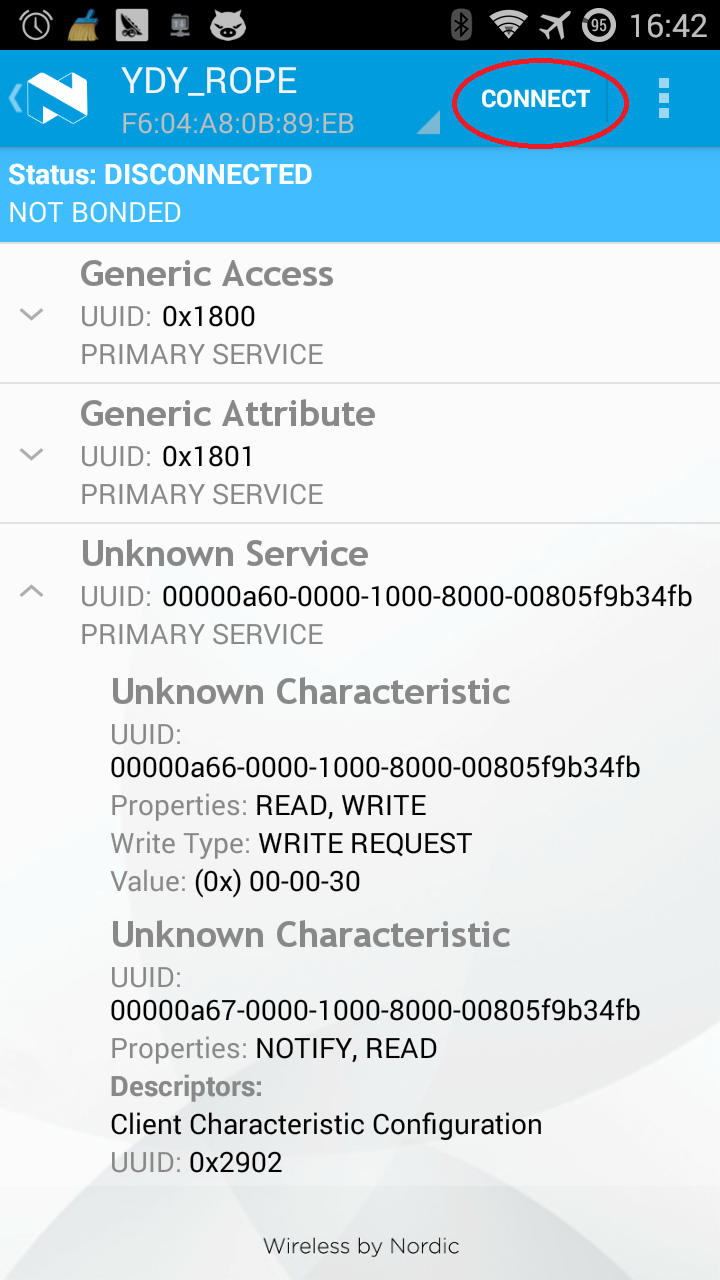 95 16:42
YDY_ROPE
F6:04:A8:0B:89:EB
CONNECT
Status: DISCONNECTED
NOT BONDED
Generic Access
UUID: 0x1800
PRIMARY SERVICE
Generic Attribute
UUID: 0x1801
PRIMARY SERVICE
Unknown Service
UUID: 00000a60-0000-1000-8000-00805f9b34fb
PRIMARY SERVICE
Unknown Characteristic
UUID:
00000a66-0000-1000-8000-00805f9b34fb
Properties: READ, WRITE
Write Type: WRITE REQUEST
Value: (0x) 00-00-30
Unknown Characteristic
UUID:
00000a67-0000-1000-8000-00805f9b34fb
Properties: NOTIFY, READ
Descriptors:
Client Characteristic Configuration
UUID: 0x2902
Wireless by Nordic